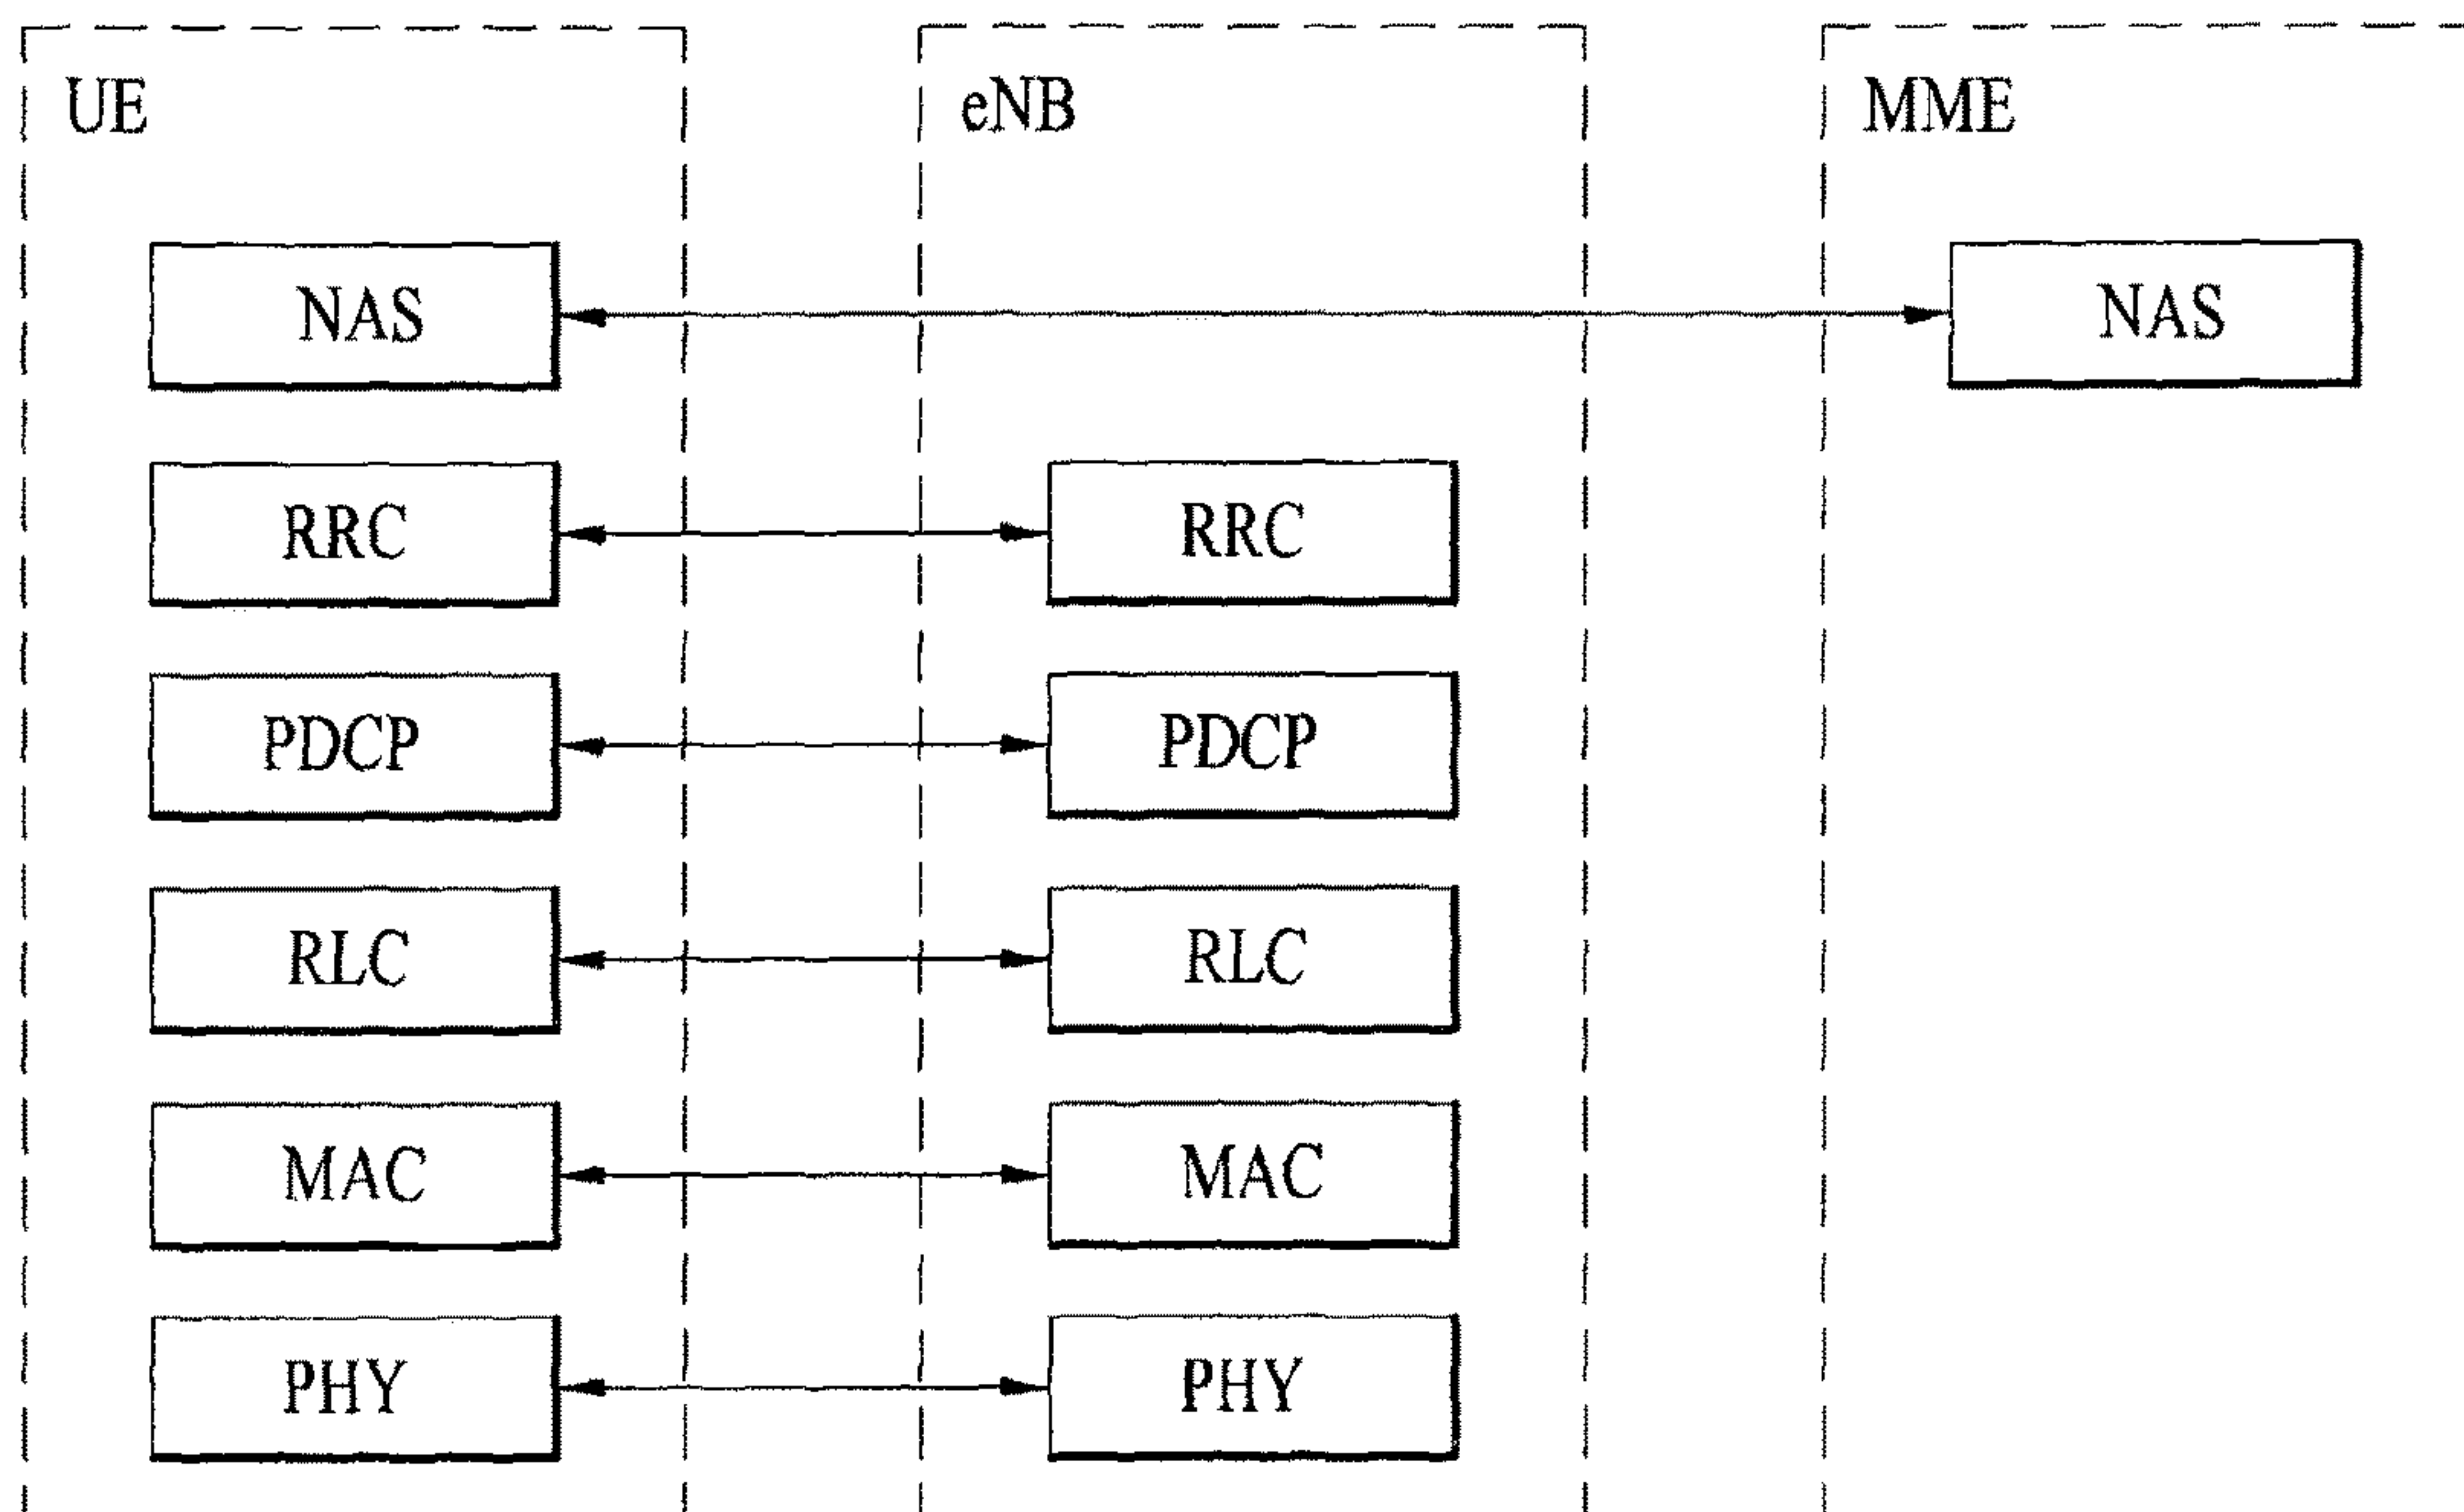 UE eNB MME
NAS NAS
RRC RRC
PDCP PDCP
RLC RLC
MAC MAC
PHY PHY